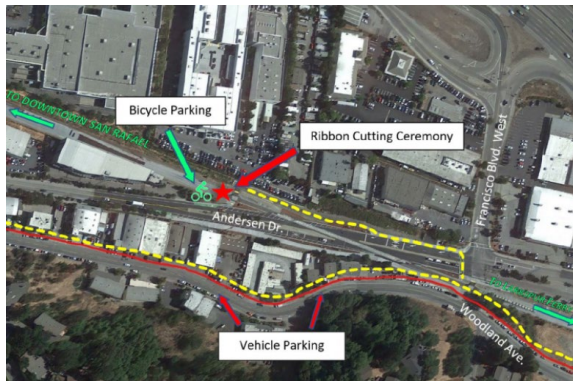 TO DOWNTOWN SAN RAFAEL
Bicycle Parking
Ribbon Cutting Ceremony
Francisco Blvd. West
Andersen Dr.
Woodland Ave.
Vehicle Parking